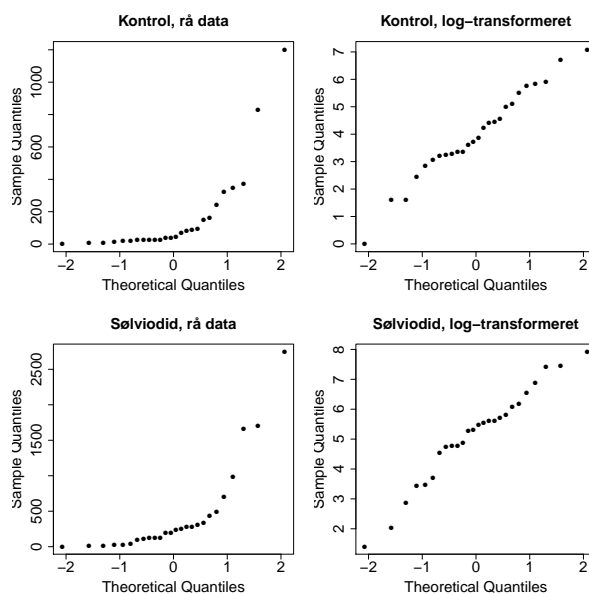 Kontrol, rå data
Kontrol, log−transformeret
Sample Quantiles
0 200 600 1000
−2 −1 0 1 2
Theoretical Quantiles
Sample Quantiles
0 1 2 3 4 5 6 7
−2 −1 0 1 2
Theoretical Quantiles
Sølviodid, rå data
Sølviodid, log−transformeret
Sample Quantiles
0 500 1500 2500
−2 −1 0 1 2
Theoretical Quantiles
Sample Quantiles
2 3 4 5 6 7 8
−2 −1 0 1 2
Theoretical Quantiles